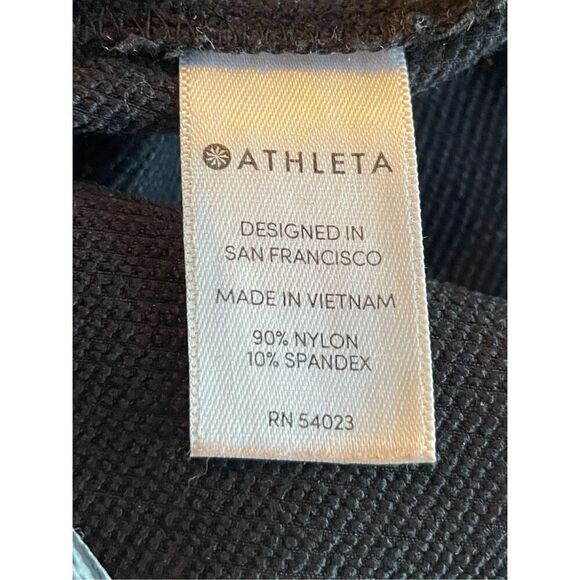 ATHLETA
DESIGNED IN
SAN FRANCISCO
MADE IN VIETNAM
90% NYLON
10% SPANDEX
RN 54023